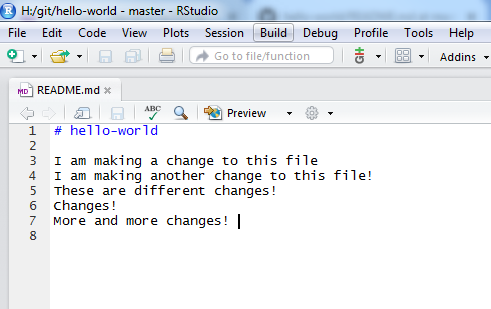 H:/git/hello-world - master - RStudio
File Edit Code View Plots Session Build Debug Profile Tools Help
Go to file/function Addins
README.md
ABC Preview
1 # hello-world
2
3 I am making a change to this file
4 I am making another change to this file!
5 These are different changes!
6 Changes!
7 More and more changes!
8